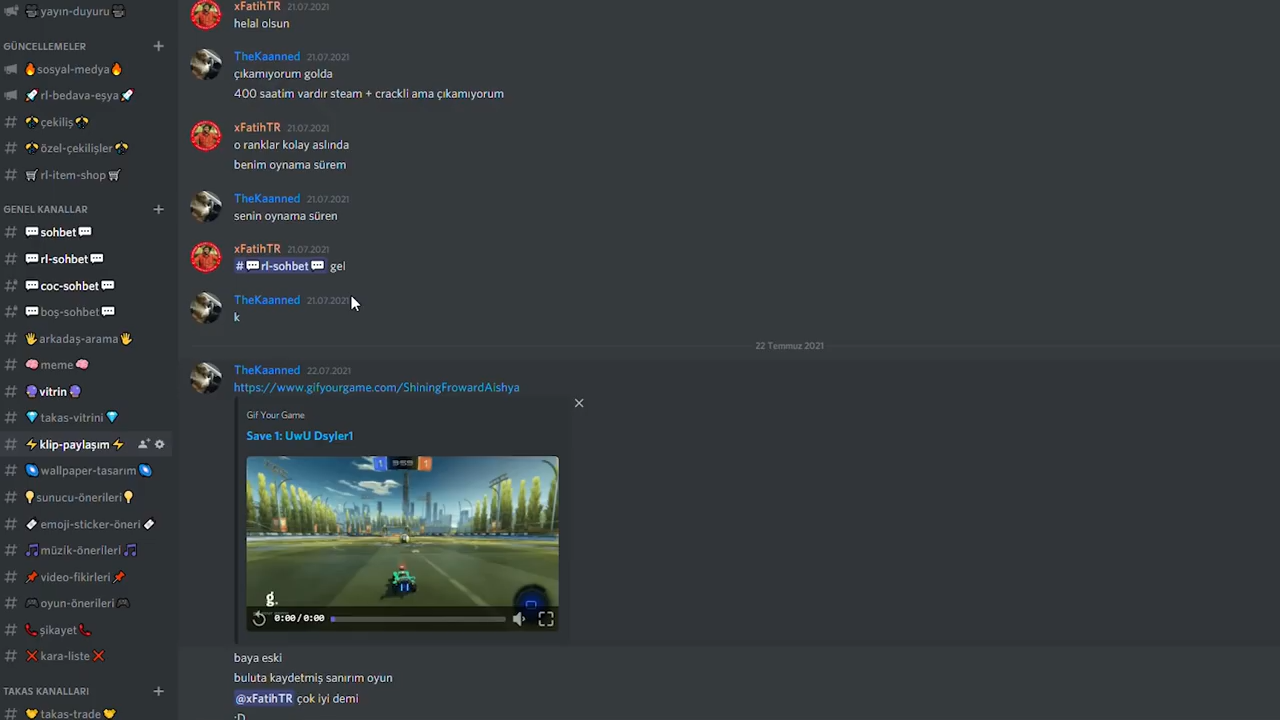 yayın-duyuru
GÜNCELLEMELER
sosyal-medya
rl-bedava-eşya
çekiliş
özel-çekilişler
rl-item-shop
GENEL KANALLAR
sohbet
rl-sohbet
coc-sohbet
boş-sohbet
arkadaş-arama
meme
vitrin
takas-vitrini
klip-paylaşım
wallpaper-tasarım
sunucu-önerileri
emoji-sticker-öneri
müzik-önerileri
video-fikirleri
oyun-önerileri
şikayet
kara-liste
TAKAS KANALLARI
takas-trade
xFatihTR 21.07.2021
helal olsun
TheKaanned 21.07.2021
çıkamıyorum golda
400 saatim vardır steam + crackli ama çıkamıyorum
xFatihTR 21.07.2021
o ranklar kolay aslında
benim oynama sürem
TheKaanned 21.07.2021
senin oynama süren
xFatihTR 21.07.2021
# rl-sohbet gel
TheKaanned 21.07.2021
k
22 Temmuz 2021
TheKaanned 22.07.2021
https://www.gifyourgame.com/ShiningFrowardAishya
Gif Your Game
Save 1: UwU Dsyler1
1 3:59 1
g.
0:00 / 0:00
baya eski
buluta kaydetmiş sanırım oyun
@xFatihTR çok iyi demi
:D